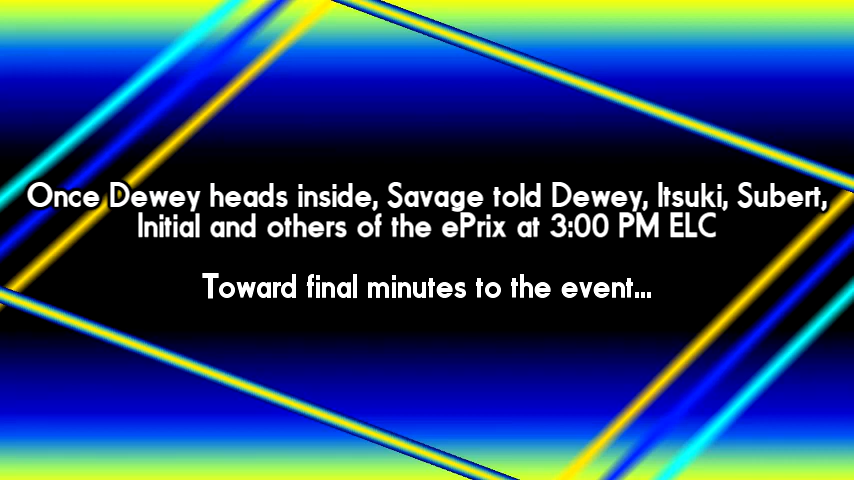 Once Dewey heads inside, Savage told Dewey, Itsuki, Subert,
Initial and others of the ePrix at 3:00 PM ELC
Toward final minutes to the event...